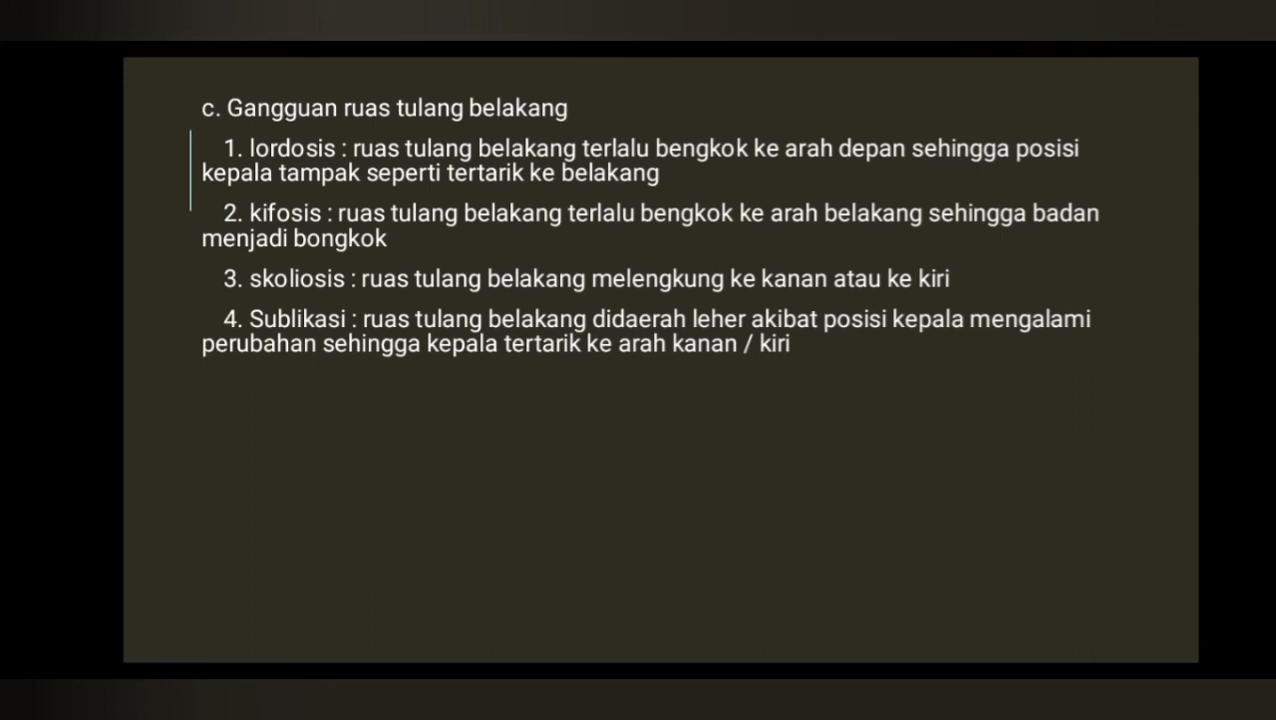 c. Gangguan ruas tulang belakang
1. lordosis : ruas tulang belakang terlalu bengkok ke arah depan sehingga posisi
kepala tampak seperti tertarik ke belakang
2. kifosis : ruas tulang belakang terlalu bengkok ke arah belakang sehingga badan
menjadi bongkok
3. skoliosis : ruas tulang belakang melengkung ke kanan atau ke kiri
4. Sublikasi : ruas tulang belakang didaerah leher akibat posisi kepala mengalami
perubahan sehingga kepala tertarik ke arah kanan / kiri